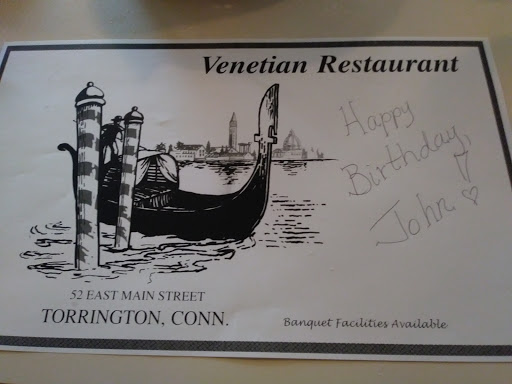 Venetian Restaurant
Happy
Birthday,
John! ♡
52 EAST MAIN STREET
TORRINGTON, CONN.
Banquet Facilities Available